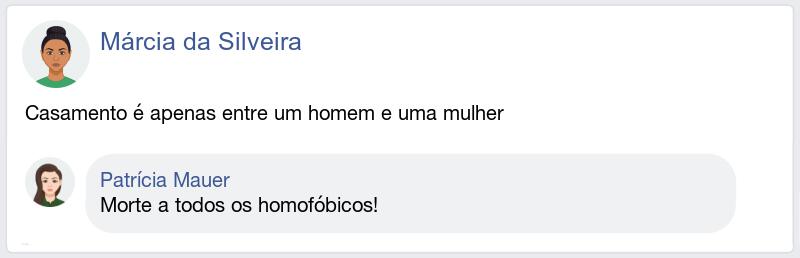 Márcia da Silveira
Casamento é apenas entre um homem e uma mulher
Patrícia Mauer
Morte a todos os homofóbicos!